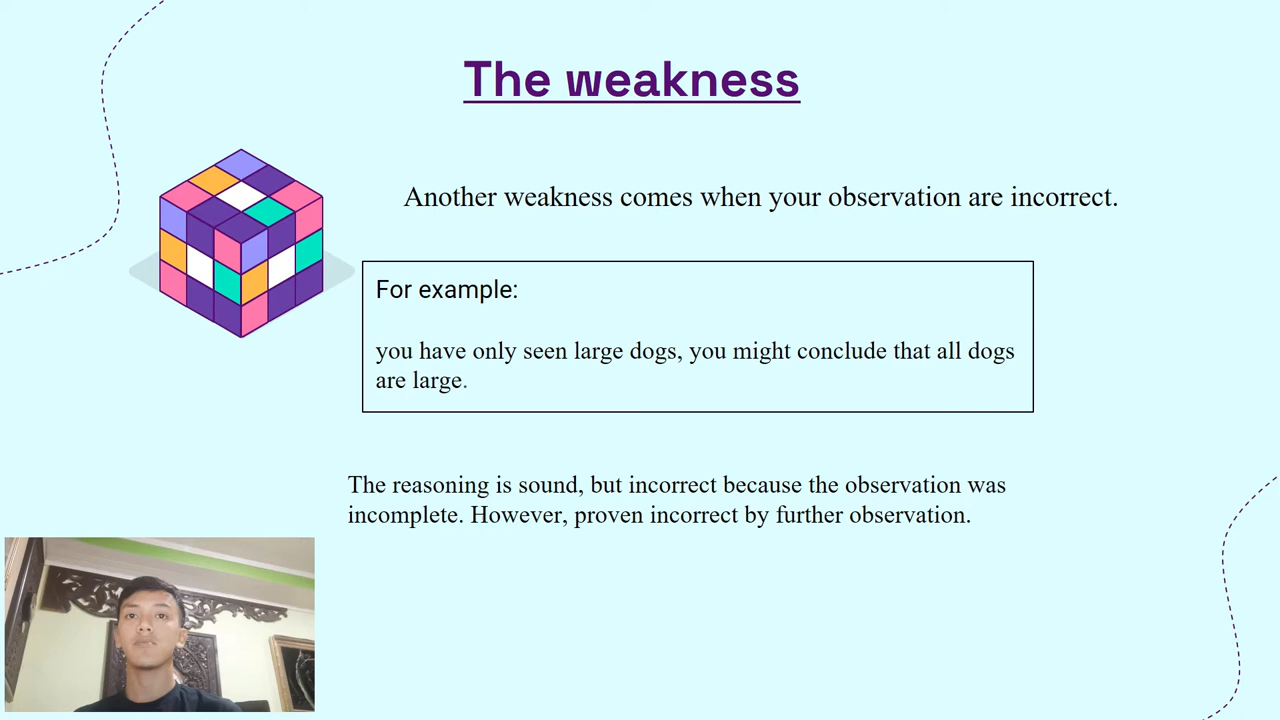 The weakness
Another weakness comes when your observation are incorrect.
For example:
you have only seen large dogs, you might conclude that all dogs
are large.
The reasoning is sound, but incorrect because the observation was
incomplete. However, proven incorrect by further observation.